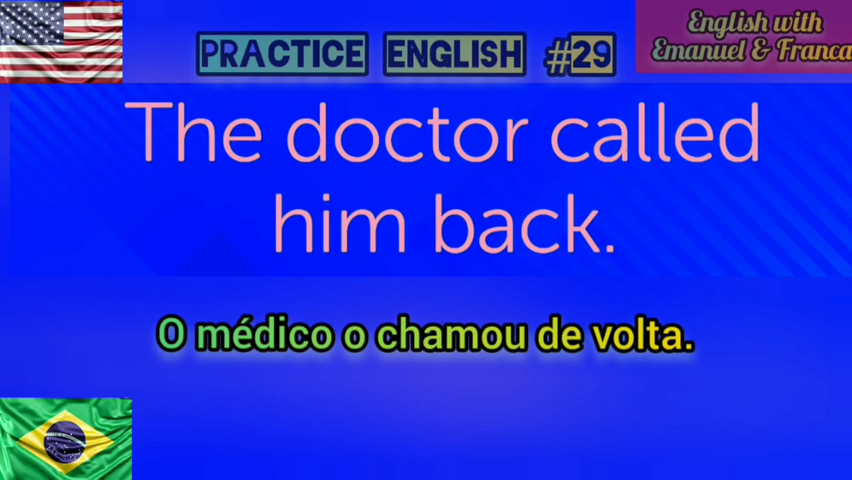 PRACTICE ENGLISH #29
English with
Emanuel & Franca
The doctor called
him back.
O médico o chamou de volta.